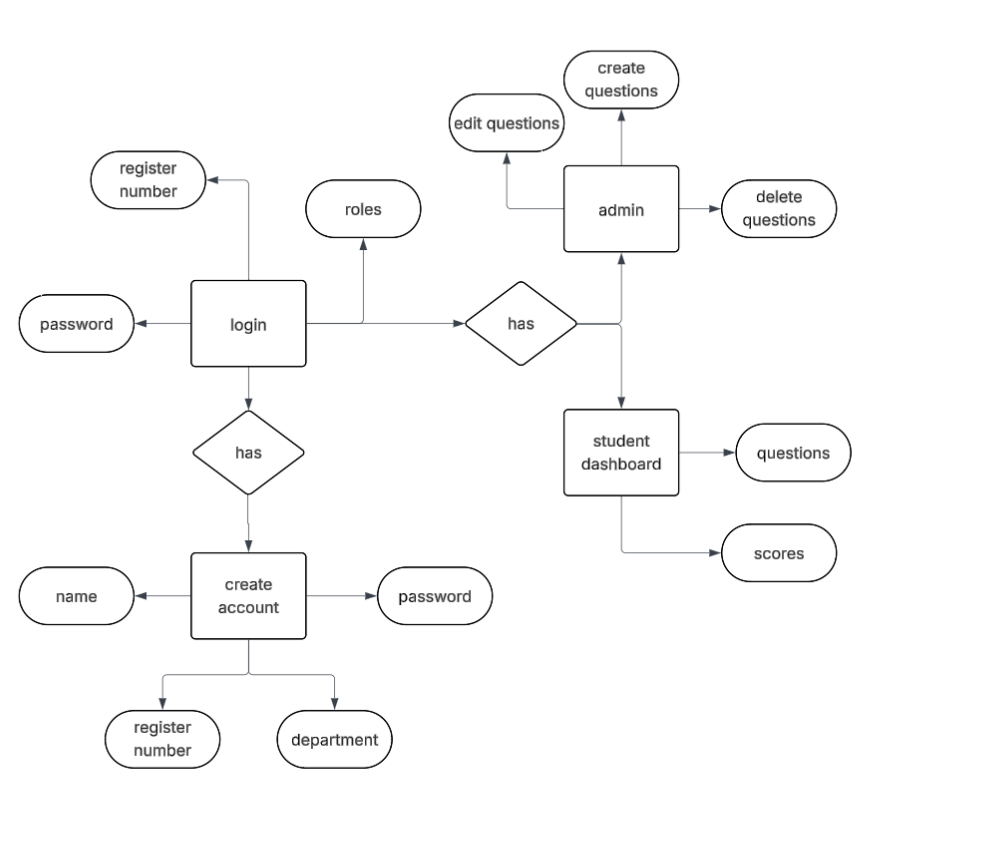 create
questions
edit questions
register
number
roles
admin
delete
questions
password
login
has
has
student
dashboard
questions
scores
name
create
account
password
register
number
department